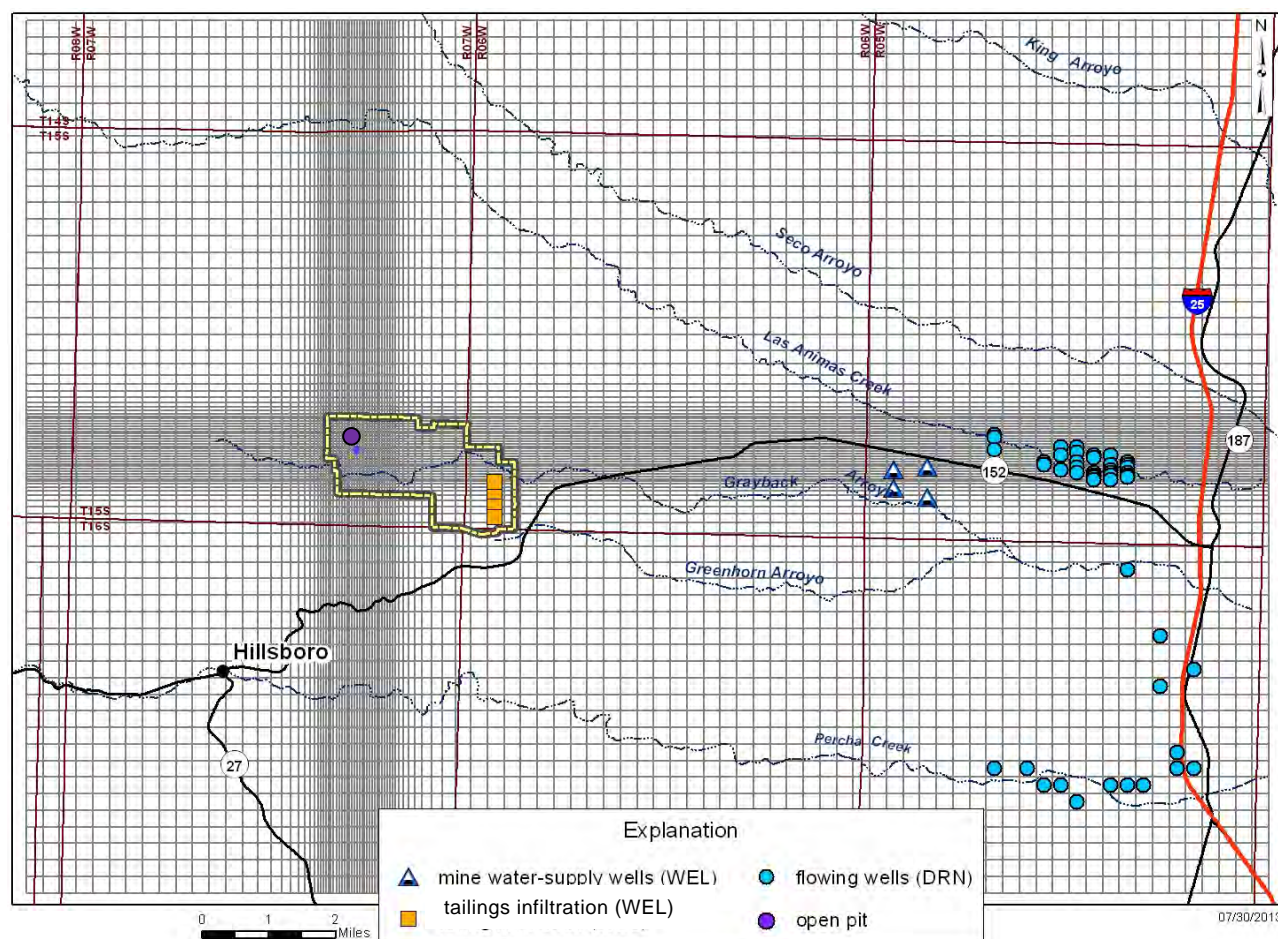 R08W
R07W
R07W
R06W
R06W
R05W
N
King Arroyo
T14S
T15S
Seco Arroyo
25
Las Animas Creek
187
152
Grayback Arroyo
T15S
T16S
Greenhorn Arroyo
Hillsboro
Percha Creek
27
Explanation
mine water-supply wells (WEL)
flowing wells (DRN)
tailings infiltration (WEL)
open pit
0 1 2
Miles
07/30/2013